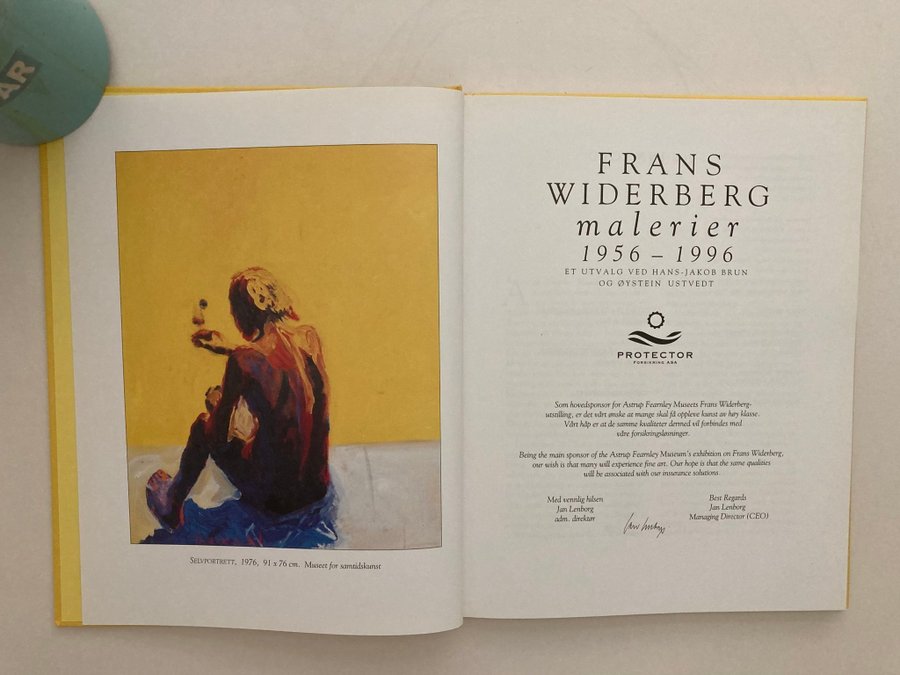 AR
SELVPORTRETT, 1976, 91 x 76 cm. Museet for samtidskunst
FRANS
WIDERBERG
malerier
1956 – 1996
ET UTVALG VED HANS-JAKOB BRUN
OG ØYSTEIN USTVEDT
PROTECTOR
FORSIKRING ASA
Som hovedsponsor for Astrup Fearnley Museets Frans Widerberg-
utstilling, er det vårt ønske at mange skal få oppleve kunst av høy klasse.
Vårt håp er at de samme kvaliteter dermed vil forbindes med
våre forsikringsløsninger.
Being the main sponsor of the Astrup Fearnley Museum's exhibition on Frans Widerberg,
our wish is that many will experience fine art. Our hope is that the same qualities
will be associated with our insurance solutions.
Med vennlig hilsen
Jan Lenborg
adm. direktør
Best Regards
Jan Lenborg
Managing Director (CEO)